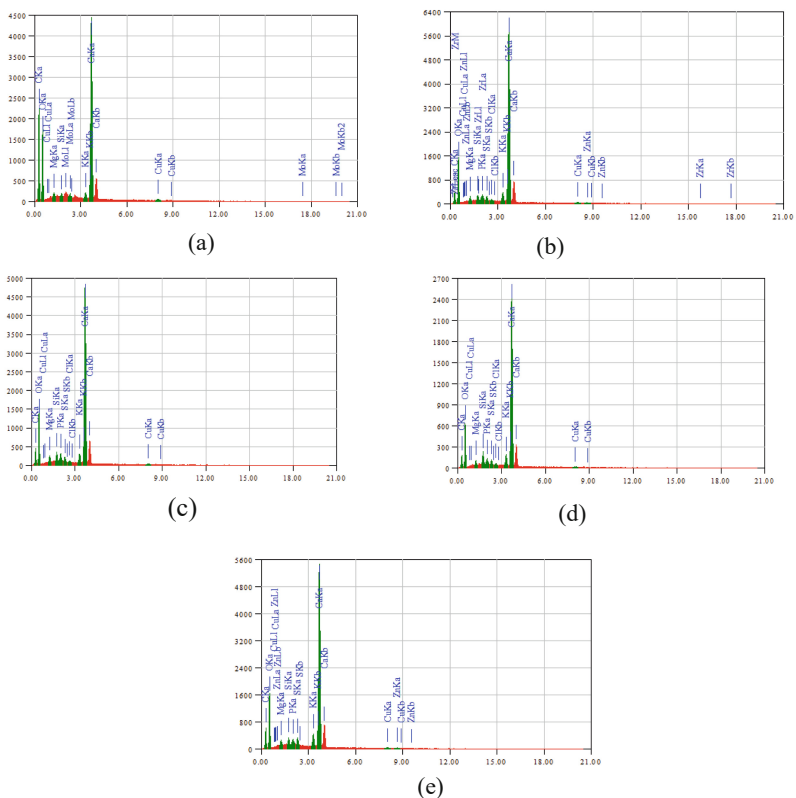 4500
4000
3500
3000
2500
2000
1500
1000
500
0
0.00 3.00 6.00 9.00 12.00 15.00 18.00 21.00
CKa
OKa
CuLl CuLa
MgKa
SiKa
MoLl MoLa MoLb
KKa
KKb
CaKa
CaKb
CuKa
CuKb
MoKa
MoKb
MoKb2
(a)
6400
5600
4800
4000
3200
2400
1600
800
0
0.00 3.00 6.00 9.00 12.00 15.00 18.00 21.00
ZrM
CKa
OKa
CuLl CuLa ZnLl
ZnLa ZnLb
MgKa
SiKa ZrLl
ZrLa
PKa
SKa SKb ClKa
ClKb
KKa
KKb
CaKa
CaKb
CuKa
ZnKa
CuKb
ZnKb
ZrKa
ZrKb
(b)
5000
4500
4000
3500
3000
2500
2000
1500
1000
500
0
0.00 3.00 6.00 9.00 12.00 15.00 18.00 21.00
CKa
OKa
CuLl CuLa
MgKa
SiKa
PKa
SKa SKb ClKa
ClKb
KKa
KKb
CaKa
CaKb
CuKa
CuKb
(c)
2700
2400
2100
1800
1500
1200
900
600
300
0
0.00 3.00 6.00 9.00 12.00 15.00 18.00 21.00
CKa
OKa
CuLl CuLa
MgKa
SiKa
PKa
SKa SKb ClKa
ClKb
KKa
KKb
CaKa
CaKb
CuKa
CuKb
(d)
5600
4800
4000
3200
2400
1600
800
0
0.00 3.00 6.00 9.00 12.00 15.00 18.00 21.00
CKa
OKa
CuLl CuLa ZnLl
ZnLa ZnLb
MgKa
SiKa
PKa
SKa SKb
KKa
KKb
CaKa
CaKb
CuKa
ZnKa
CuKb
ZnKb
(e)